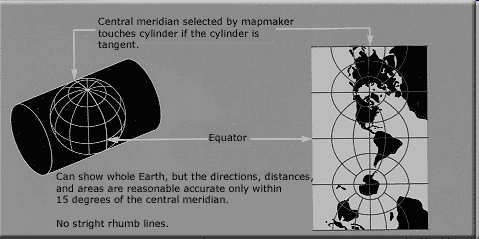 Central meridian selected by mapmaker
touches cylinder if the cylinder is
tangent.
Equator
Can show whole Earth, but the directions, distances,
and areas are reasonable accurate only within
15 degrees of the central meridian.
No stright rhumb lines.